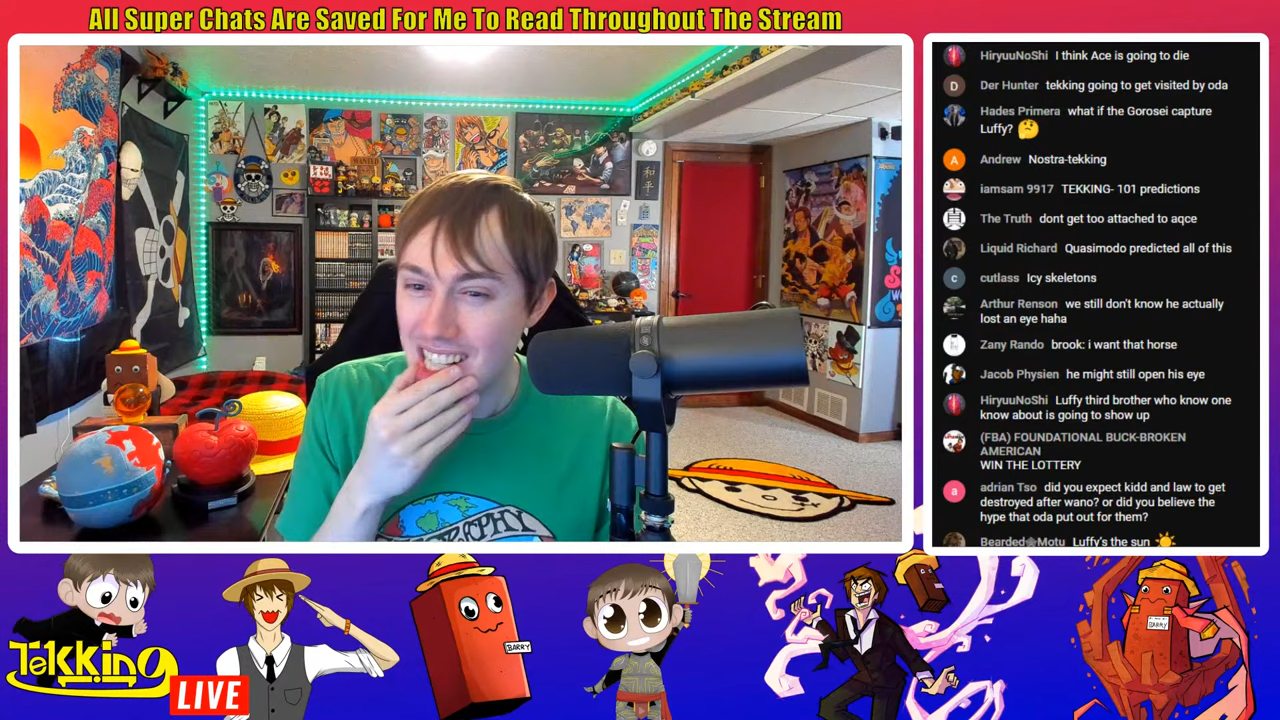 All Super Chats Are Saved For Me To Read Throughout The Stream
HiryuuNoShi I think Ace is going to die
D Der Hunter tekking going to get visited by oda
Hades Primera what if the Gorosei capture
Luffy? 🤔
A Andrew Nostra-tekking
iamsam 9917 TEKKING- 101 predictions
The Truth dont get too attached to aqce
Liquid Richard Quasimodo predicted all of this
c cutlass Icy skeletons
Arthur Renson we still don't know he actually
lost an eye haha
Zany Rando brook: i want that horse
Jacob Physien he might still open his eye
HiryuuNoShi Luffy third brother who know one
know about is going to show up
(FBA) FOUNDATIONAL BUCK-BROKEN
AMERICAN
WIN THE LOTTERY
a adrian Tso did you expect kidd and law to get
destroyed after wano? or did you believe the
hype that oda put out for them?
Bearded★Motu Luffy's the sun ☀️
WANTED
和平
TEKKING
LIVE
BARRY
BARRY